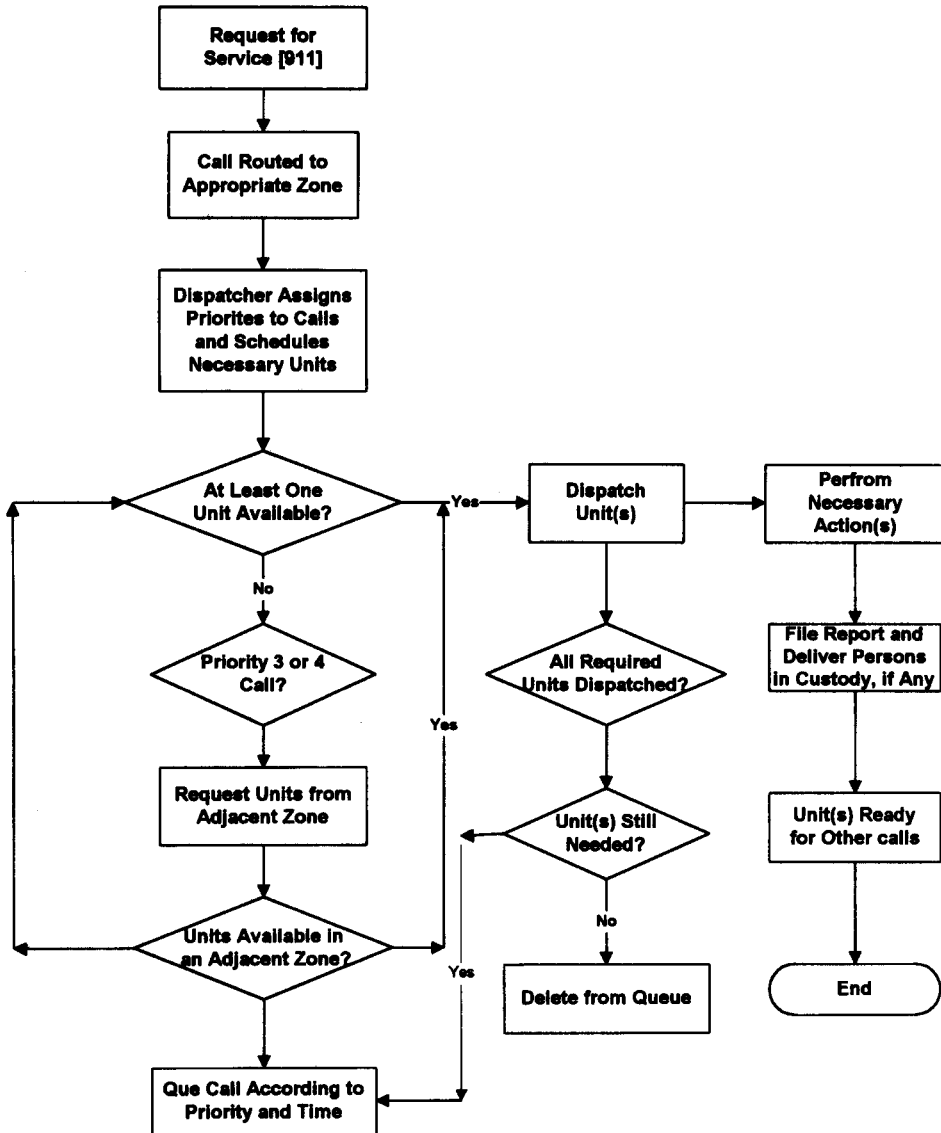 Request for
Service [911]
Call Routed to
Appropriate Zone
Dispatcher Assigns
Priorites to Calls
and Schedules
Necessary Units
At Least One
Unit Available?
Yes
Dispatch
Unit(s)
Perfrom
Necessary
Action(s)
No
Priority 3 or 4
Call?
All Required
Units Dispatched?
File Report and
Deliver Persons
in Custody, if Any
Yes
Request Units from
Adjacent Zone
Unit(s) Still
Needed?
Unit(s) Ready
for Other calls
No
Units Available in
an Adjacent Zone?
Yes
Delete from Queue
End
Que Call According to
Priority and Time